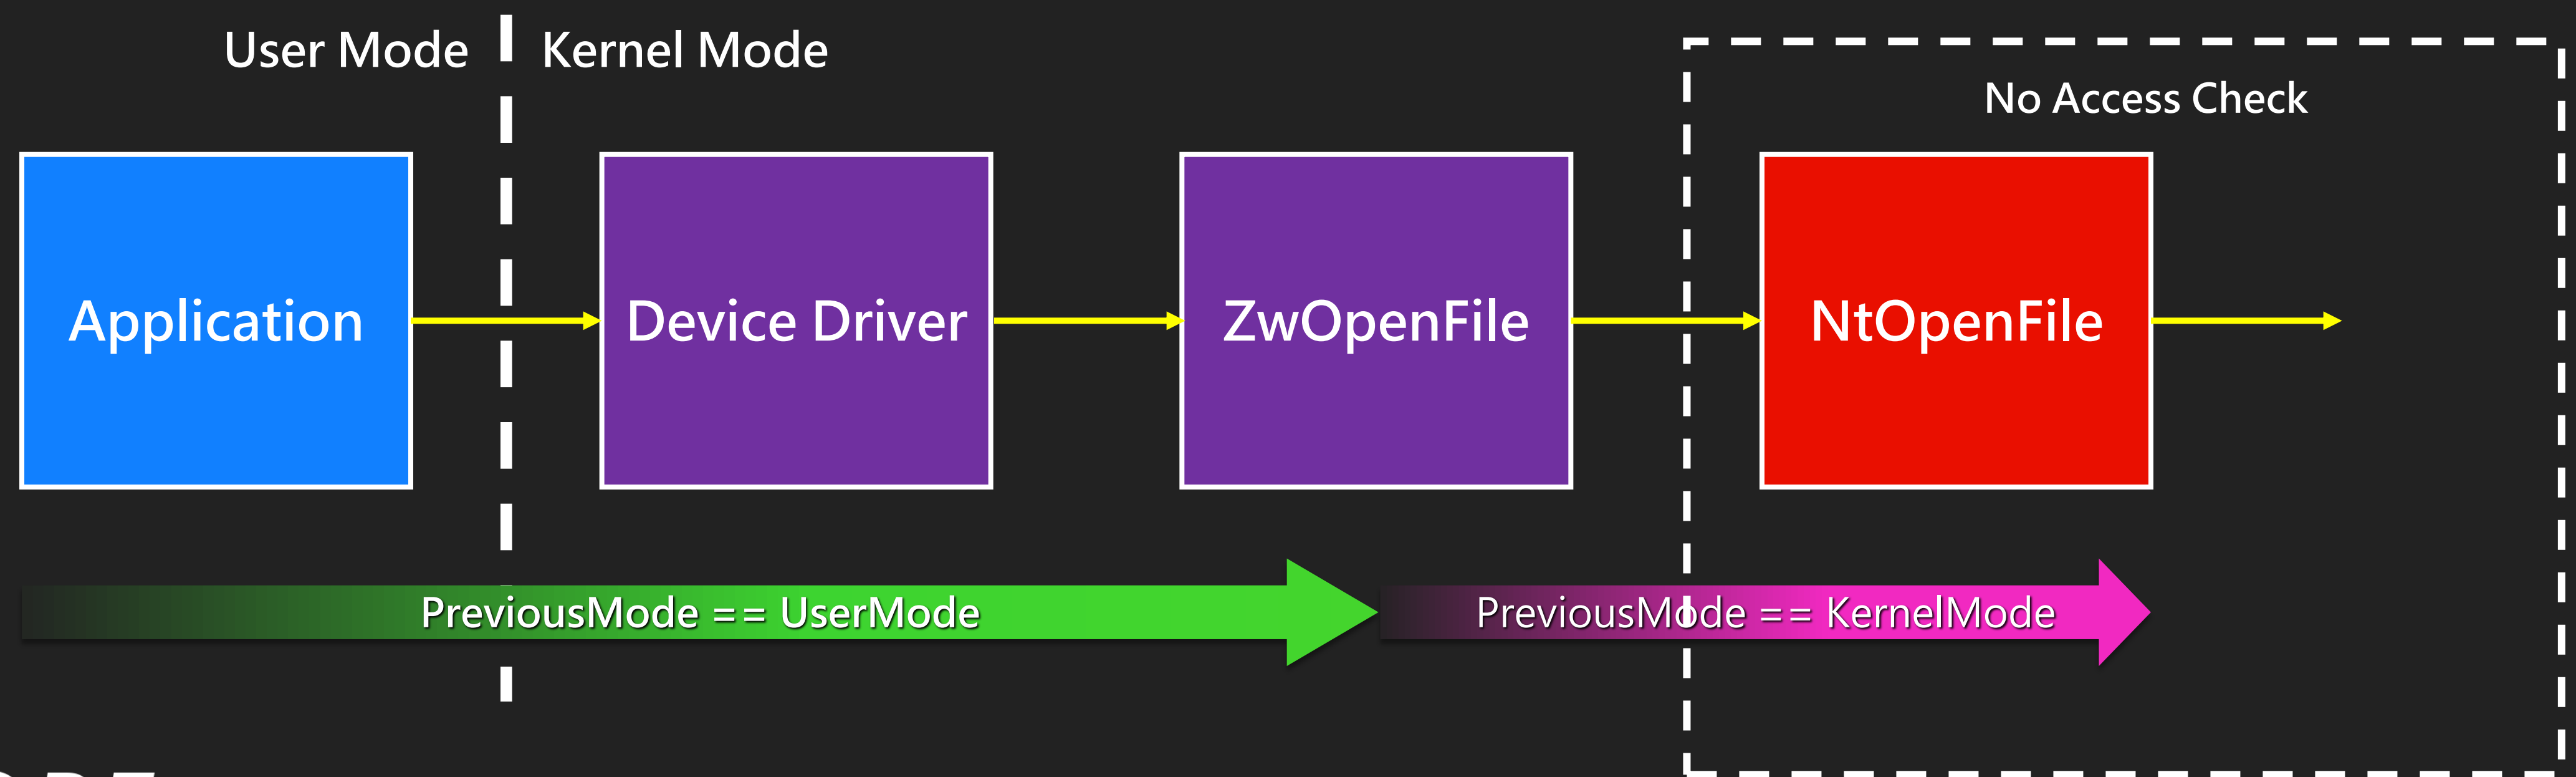 User Mode
Kernel Mode
No Access Check
Application
Device Driver
ZwOpenFile
NtOpenFile
PreviousMode == UserMode
PreviousMode == KernelMode